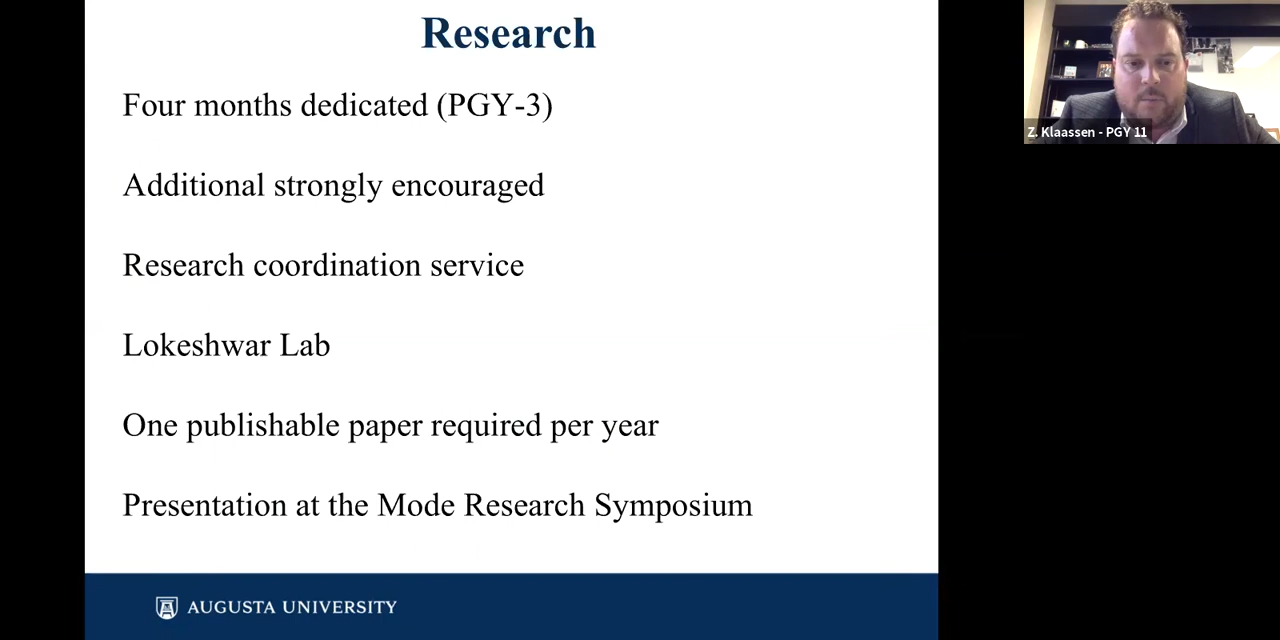 Research
Four months dedicated (PGY-3)
Additional strongly encouraged
Research coordination service
Lokeshwar Lab
One publishable paper required per year
Presentation at the Mode Research Symposium
AUGUSTA UNIVERSITY
Z. Klaassen - PGY 11